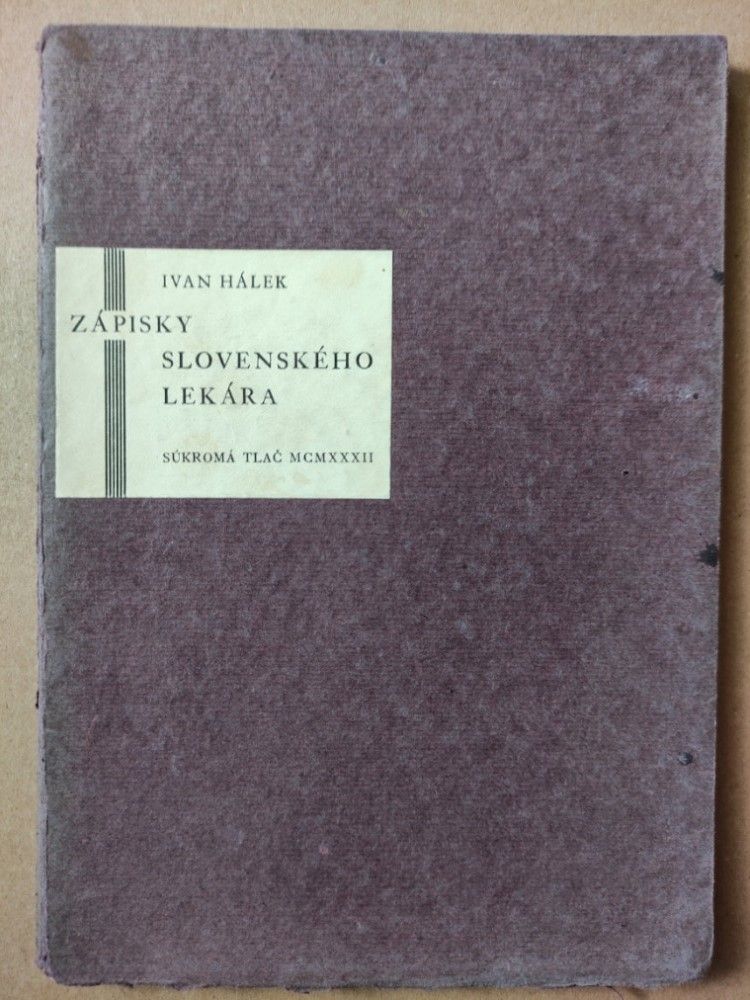 IVAN HÁLEK
ZÁPISKY
SLOVENSKÉHO
LEKÁRA
SÚKROMÁ TLAČ MCMXXXII